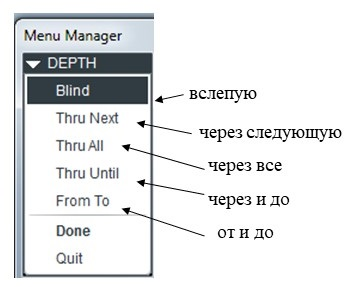 Menu Manager
DEPTH
Blind
вслепую
Thru Next
через следующую
Thru All
через все
Thru Until
через и до
From To
от и до
Done
Quit